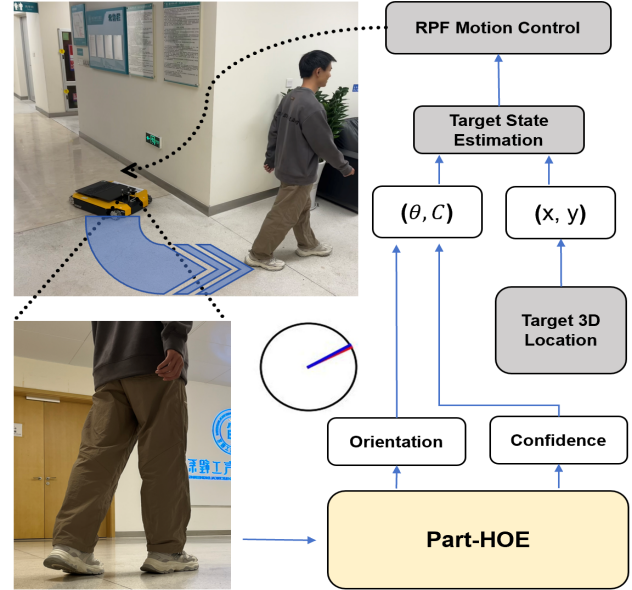 RPF Motion Control
Target State
Estimation
(θ, C)
(x, y)
Target 3D
Location
Orientation
Confidence
Part-HOE